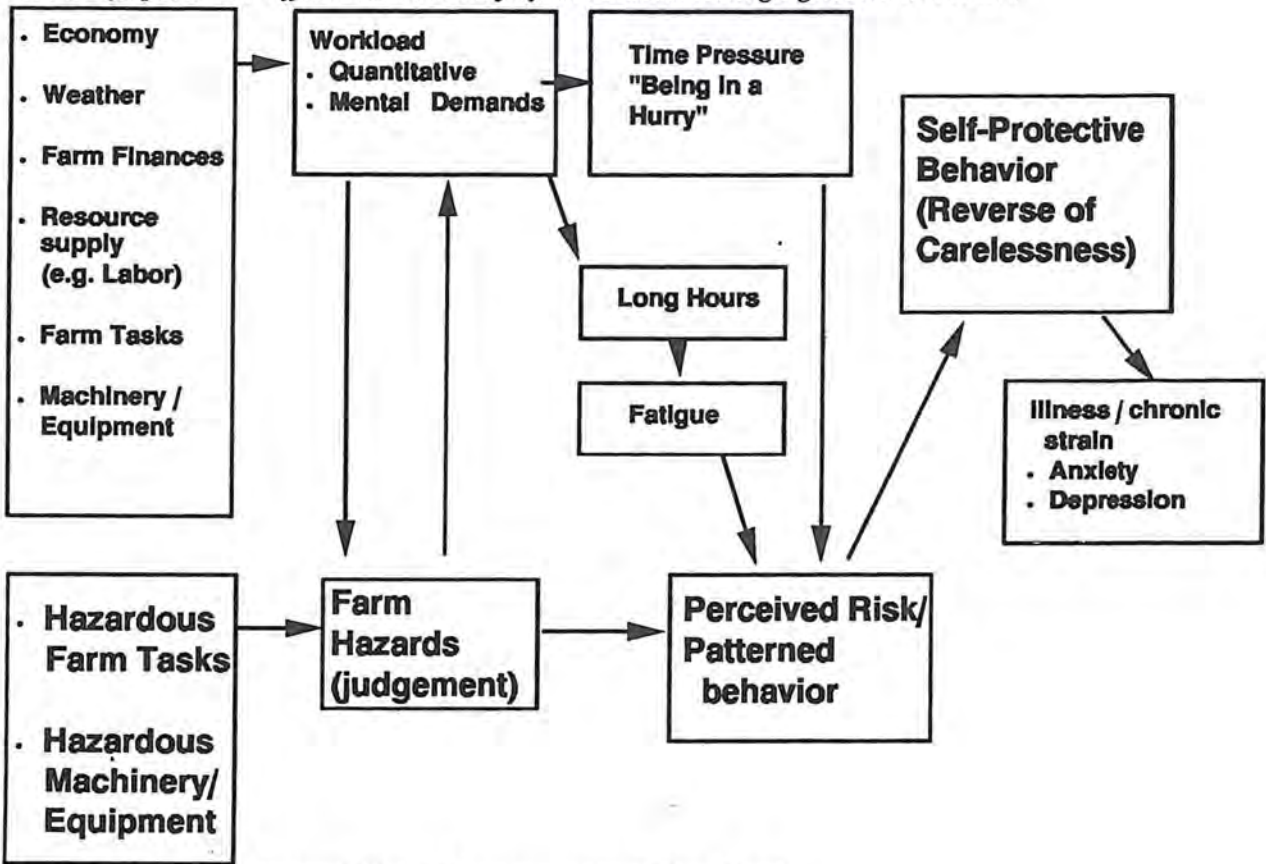 . Economy
. Weather
. Farm Finances
. Resource
supply
(e.g. Labor)
. Farm Tasks
. Machinery /
Equipment
Workload
. Quantitative
. Mental Demands
Time Pressure
"Being in a
Hurry"
Self-Protective
Behavior
(Reverse of
Carelessness)
Long Hours
Fatigue
Illness / chronic
strain
. Anxiety
. Depression
. Hazardous
Farm Tasks
. Hazardous
Machinery/
Equipment
Farm
Hazards
(judgement)
Perceived Risk/
Patterned
behavior